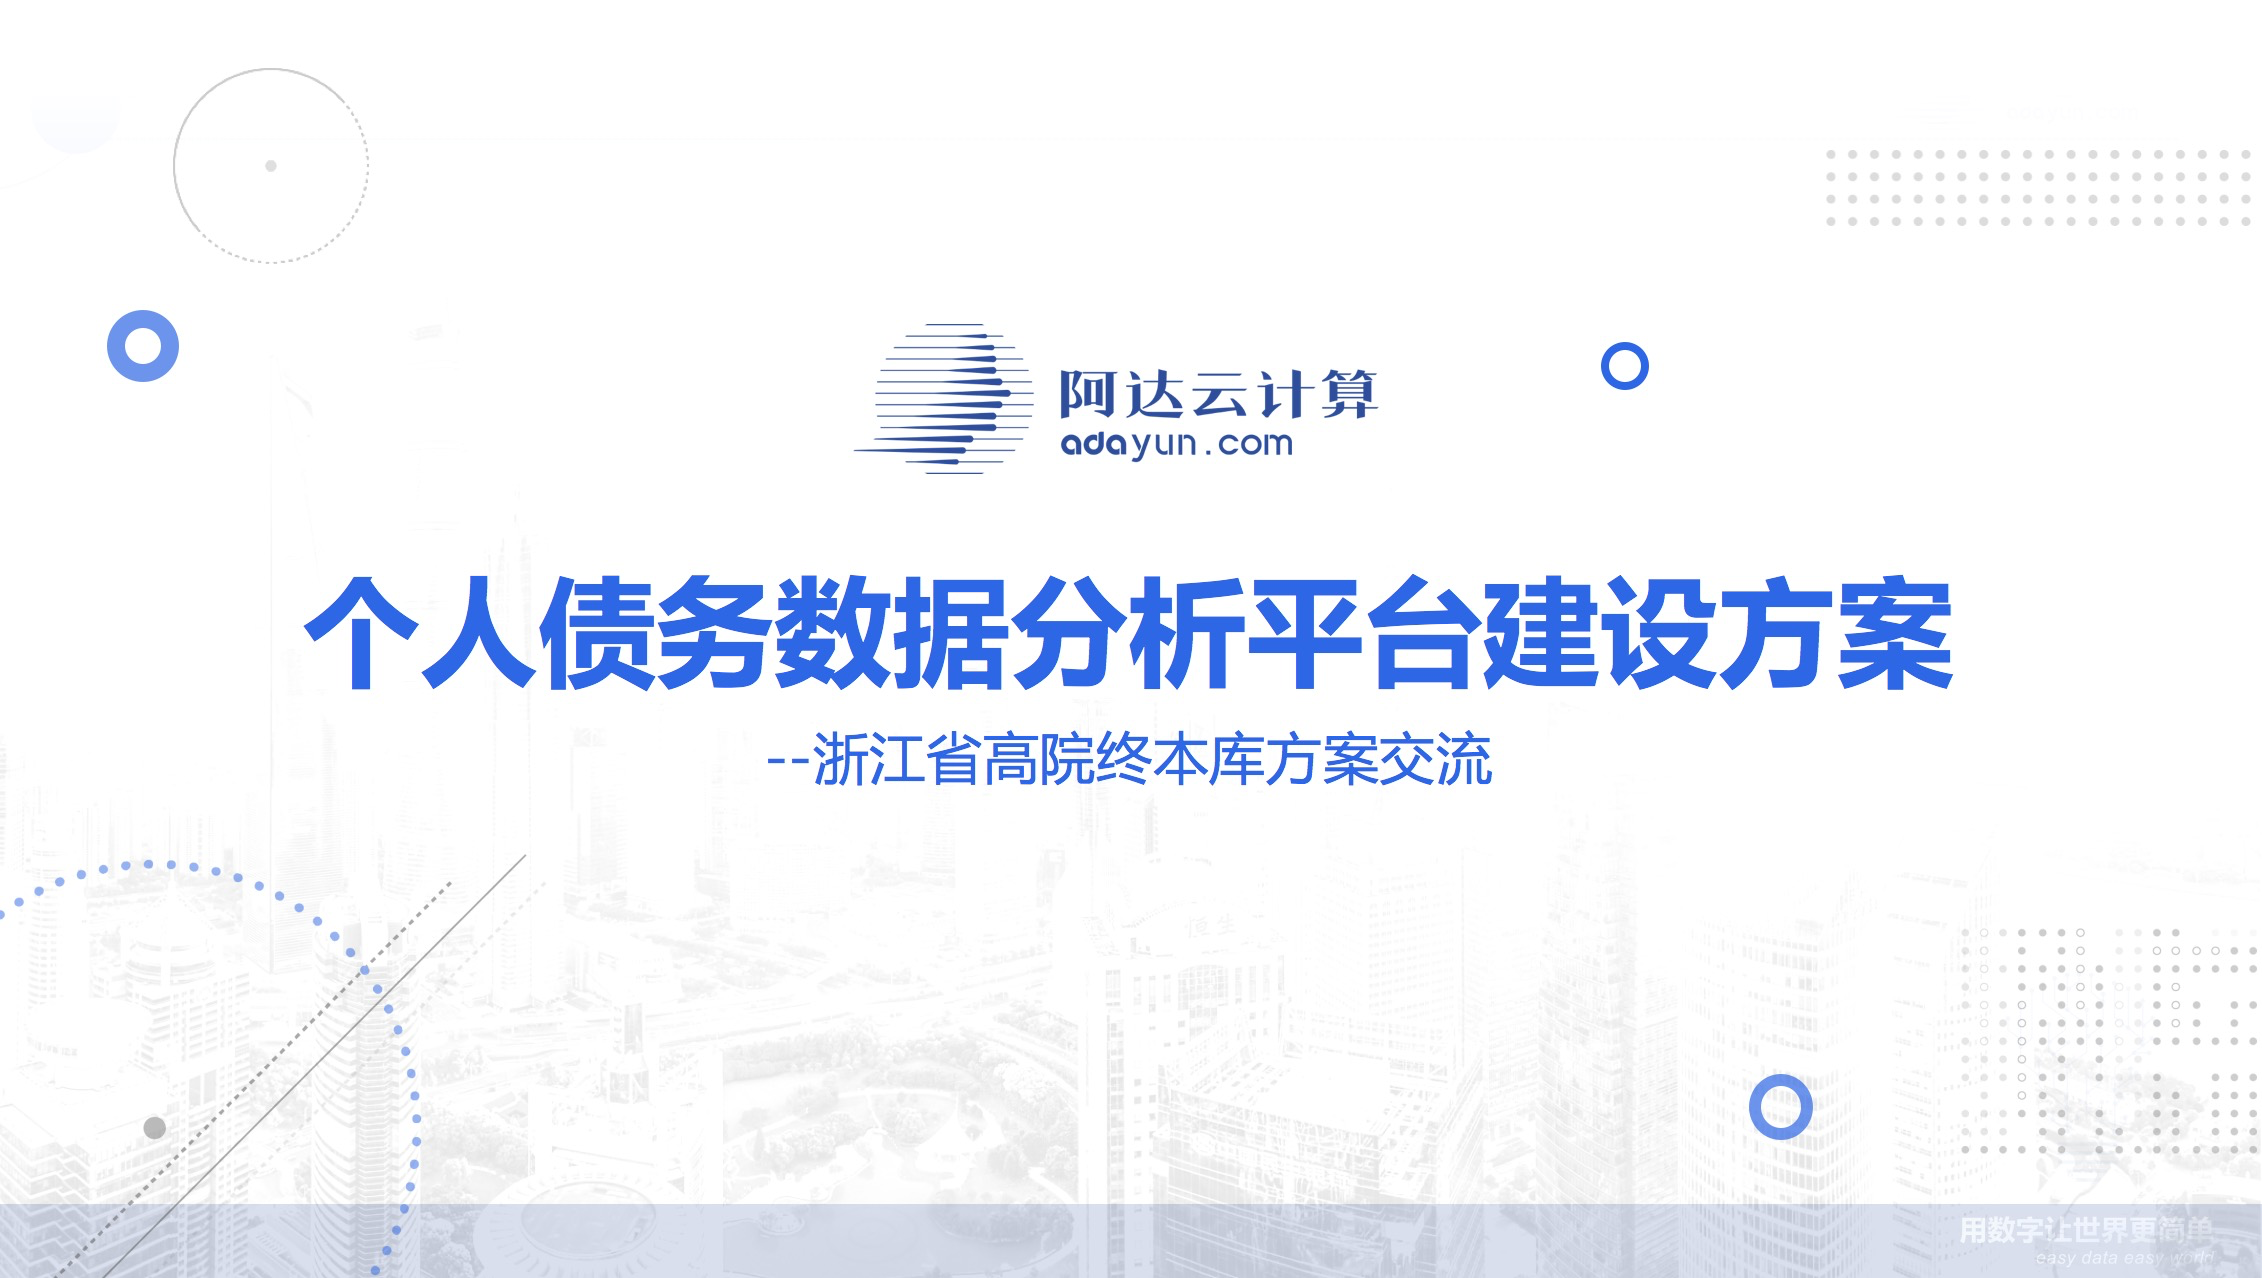 阿达云计算
adayun.com
个人债务数据分析平台建设方案
--浙江省高院终本库方案交流
恒生
用数字让世界更简单
easy data easy world